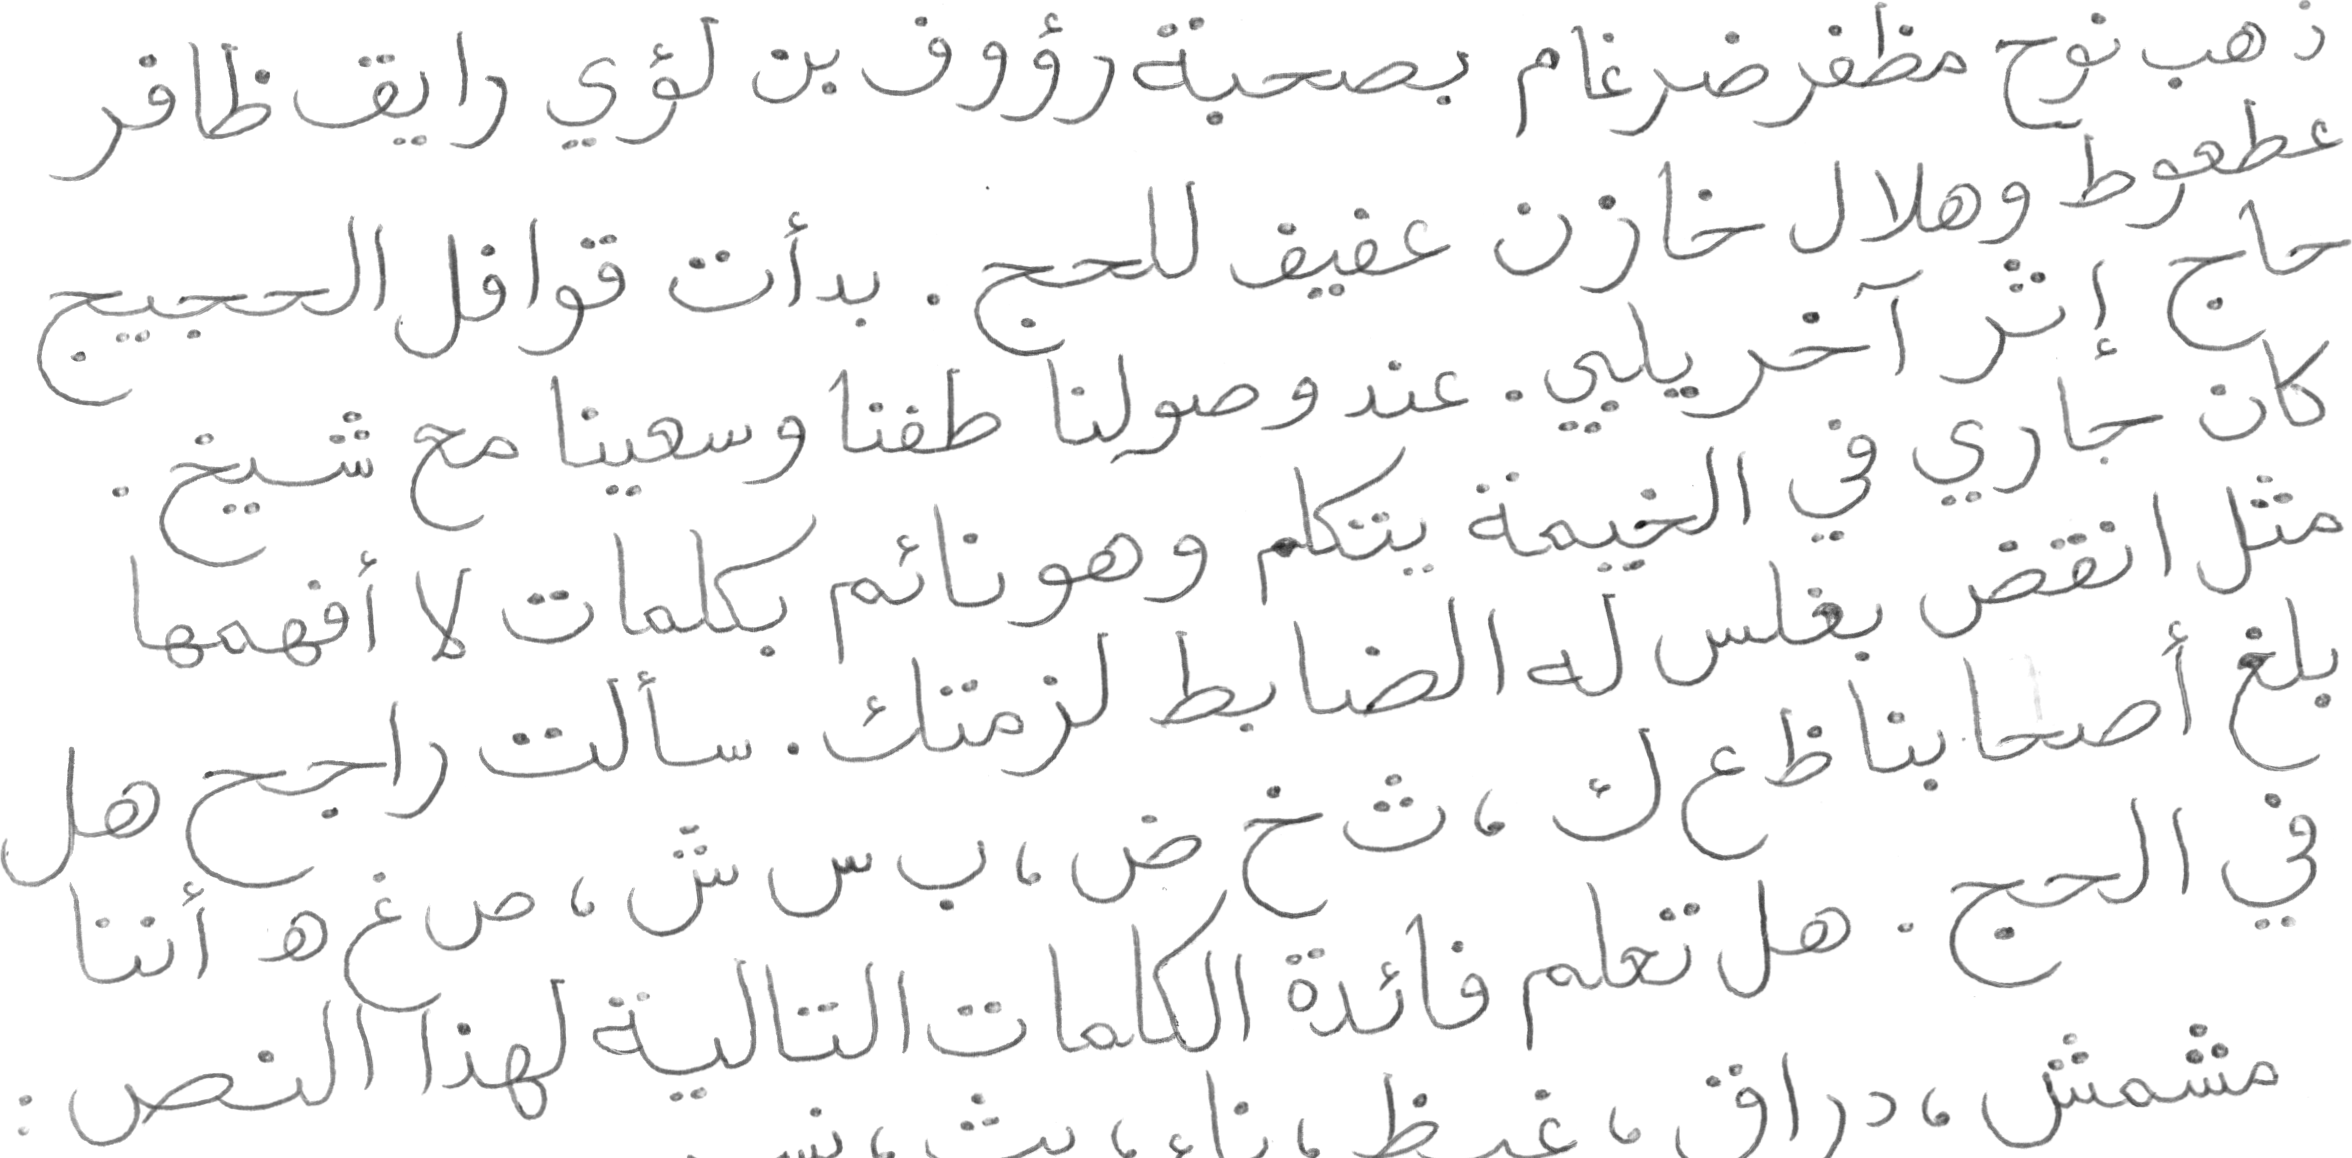 ذهب نوح مظفر ضرغام بصحبة رؤوف بن لؤي رايق ظافر
عطعوط وهلال خازن عفيف للحج . بدأت قوافل الحجيج
حاج إثر آخر يلبي . عند وصولنا طفنا وسعينا مع شيخ .
كان جاري في الخيمة يتكلم وهو نائم بكلمات لا أفهمها
مثل انقض بغلس له الضابط لزمتك . سألت راجح هل
بلغ أصحابنا ظ ع ك ، ث خ ض ، ب س ش ، ص غ ه أننا
في الحج . هل تعلم فائدة الكلمات التالية لهذا النص :
مشمش ، دراق ، غيظ ، ناء ،